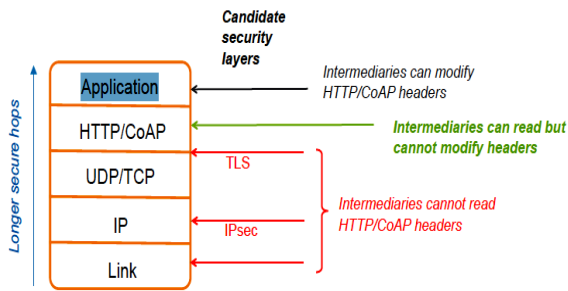 Candidate
security
layers
Intermediaries can modify
HTTP/CoAP headers
Application
Intermediaries can read but
cannot modify headers
HTTP/CoAP
TLS
UDP/TCP
Intermediaries cannot read
HTTP/CoAP headers
IP
IPsec
Link
Longer secure hops